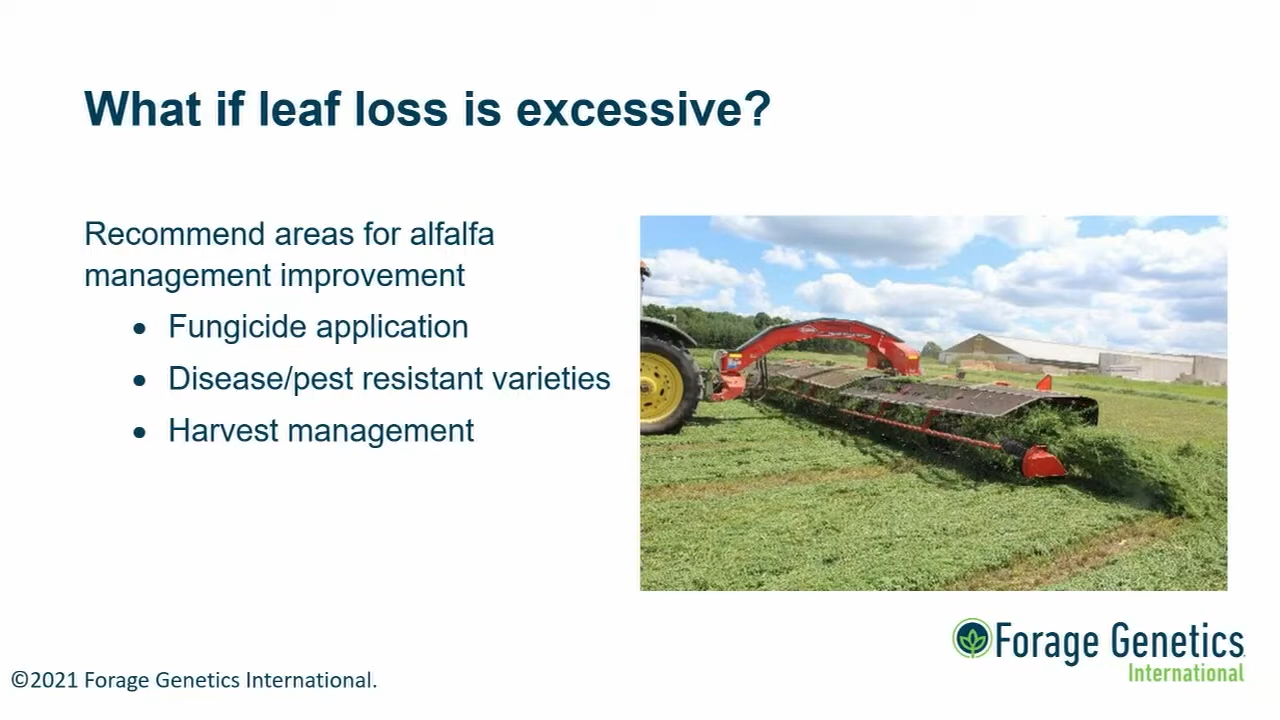 What if leaf loss is excessive?
Recommend areas for alfalfa
management improvement
• Fungicide application
• Disease/pest resistant varieties
• Harvest management
Forage Genetics
International
©2021 Forage Genetics International.